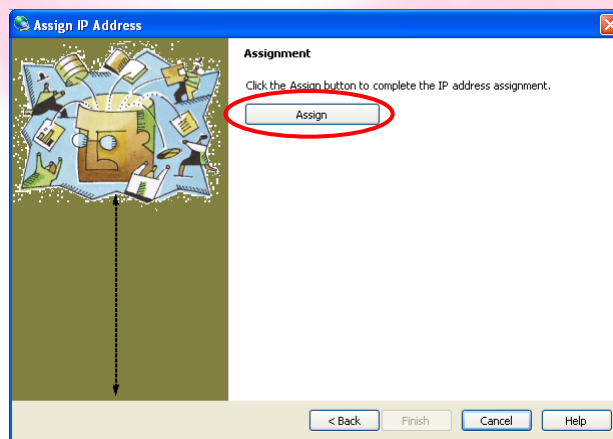 Assign IP Address
Assignment
Click the Assign button to complete the IP address assignment.
Assign
< Back Finish Cancel Help